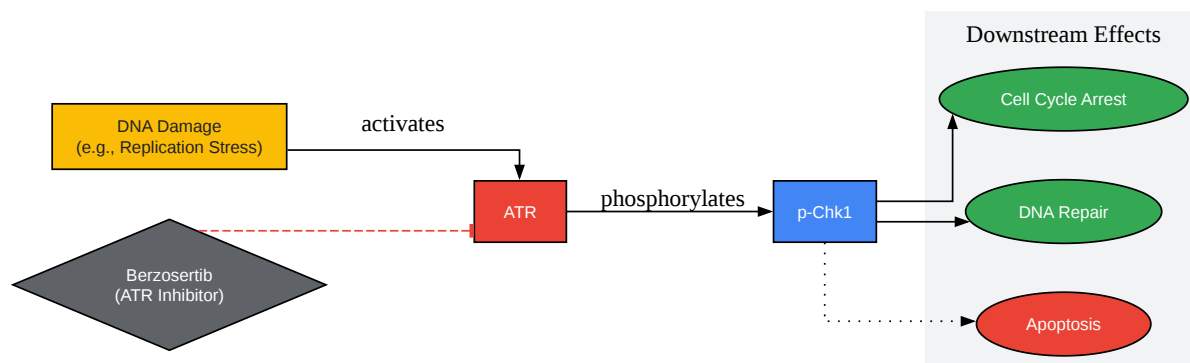 Downstream Effects
Cell Cycle Arrest
DNA Damage
(e.g., Replication Stress)
activates
phosphorylates
ATR
p-Chk1
DNA Repair
Berzosertib
(ATR Inhibitor)
Apoptosis